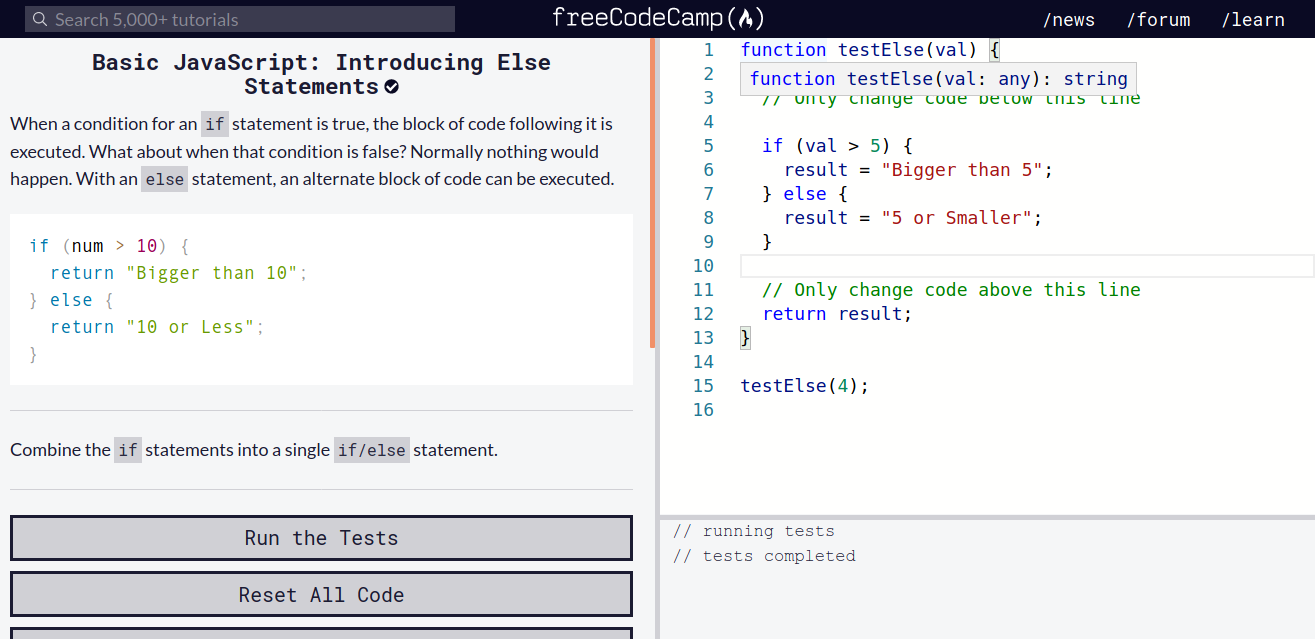 Search 5,000+ tutorials
freeCodeCamp(🔥)
/news /forum /learn
Basic JavaScript: Introducing Else
Statements
When a condition for an if statement is true, the block of code following it is
executed. What about when that condition is false? Normally nothing would
happen. With an else statement, an alternate block of code can be executed.
if (num > 10) {
  return "Bigger than 10";
} else {
  return "10 or Less";
}
Combine the if statements into a single if/else statement.
Run the Tests
Reset All Code
1 function testElse(val) {
2 function testElse(val: any): string
3   // Only change code below this line
4
5   if (val > 5) {
6     result = "Bigger than 5";
7   } else {
8     result = "5 or Smaller";
9   }
10
11   // Only change code above this line
12   return result;
13 }
14
15 testElse(4);
16
// running tests
// tests completed